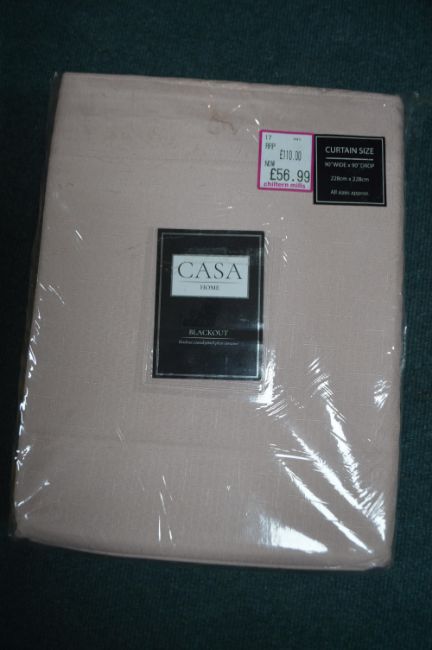 17
RRP £110.00
NOW £56.99
chiltern mills
CURTAIN SIZE
90"WIDE x 90"DROP
228cm x 228cm
All sizes approx.
CASA
HOME
BLACKOUT